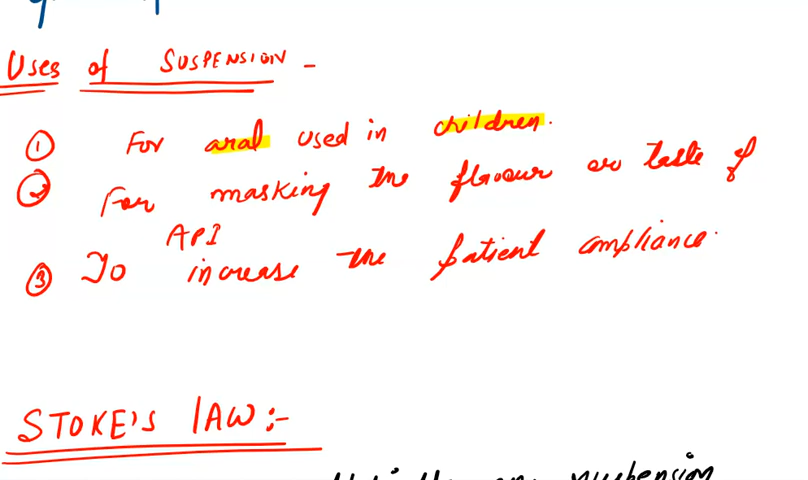 Uses of SUSPENSION -
① For oral used in children.
② For masking the flavour or taste of
API
③ To increase the patient compliance.
STOKE'S LAW :-
suspension